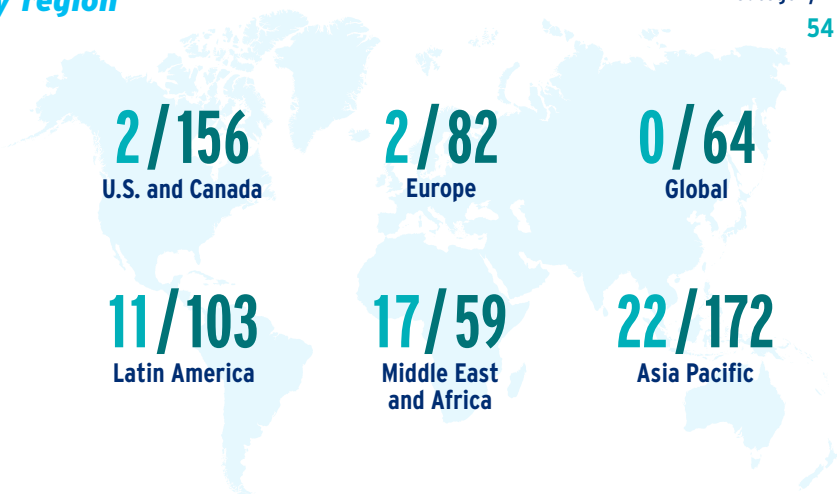 region
54
2/156
U.S. and Canada
2/82
Europe
0/64
Global
11/103
Latin America
17/59
Middle East
and Africa
22/172
Asia Pacific